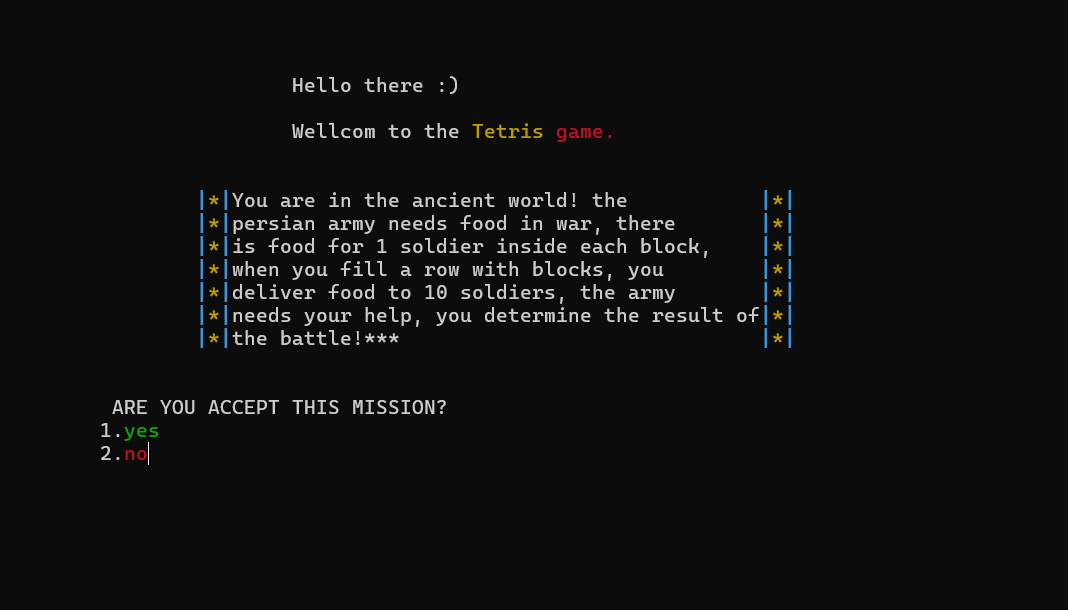 Hello there :)
Wellcom to the Tetris game.
|*|You are in the ancient world! the |*|
|*|persian army needs food in war, there |*|
|*|is food for 1 soldier inside each block, |*|
|*|when you fill a row with blocks, you |*|
|*|deliver food to 10 soldiers, the army |*|
|*|needs your help, you determine the result of|*|
|*|the battle!*** |*|
ARE YOU ACCEPT THIS MISSION?
1.yes
2.no